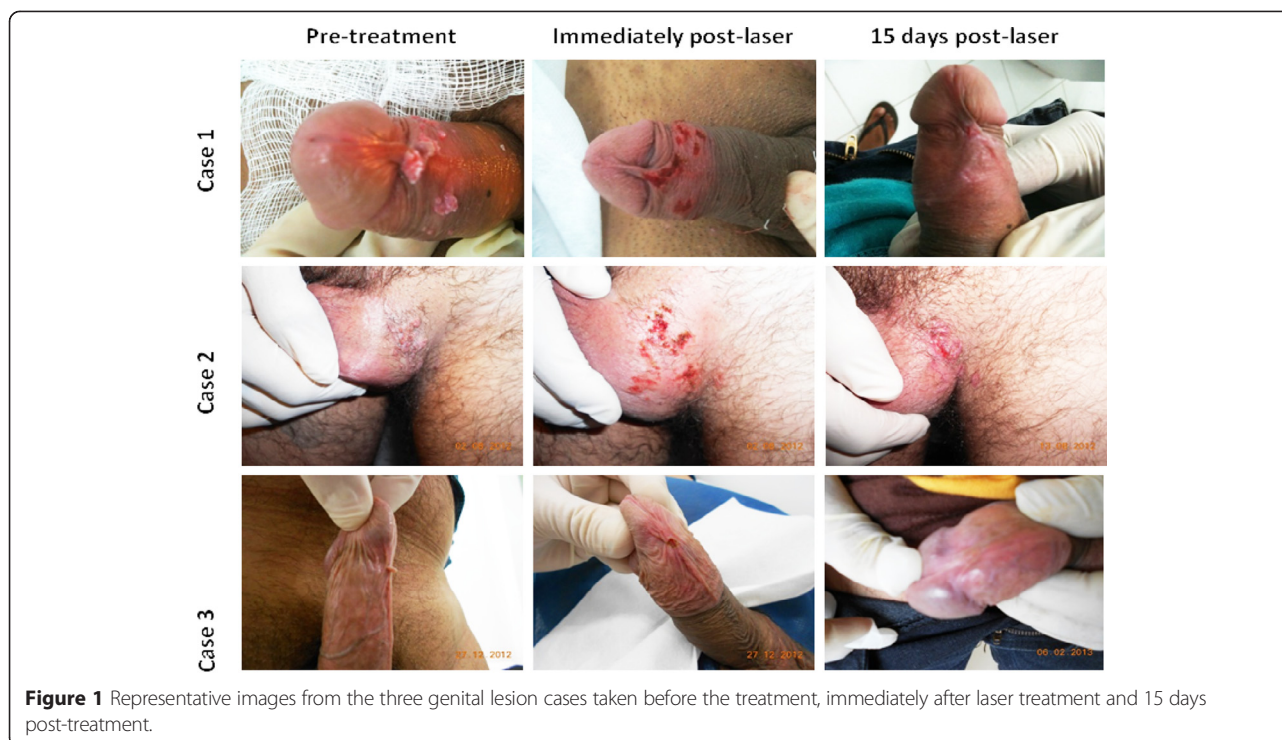 Pre-treatment Immediately post-laser 15 days post-laser
Case 1
Case 2
Case 3
27 12 2012
06 02 2013
Figure 1 Representative images from the three genital lesion cases taken before the treatment, immediately after laser treatment and 15 days
post-treatment.